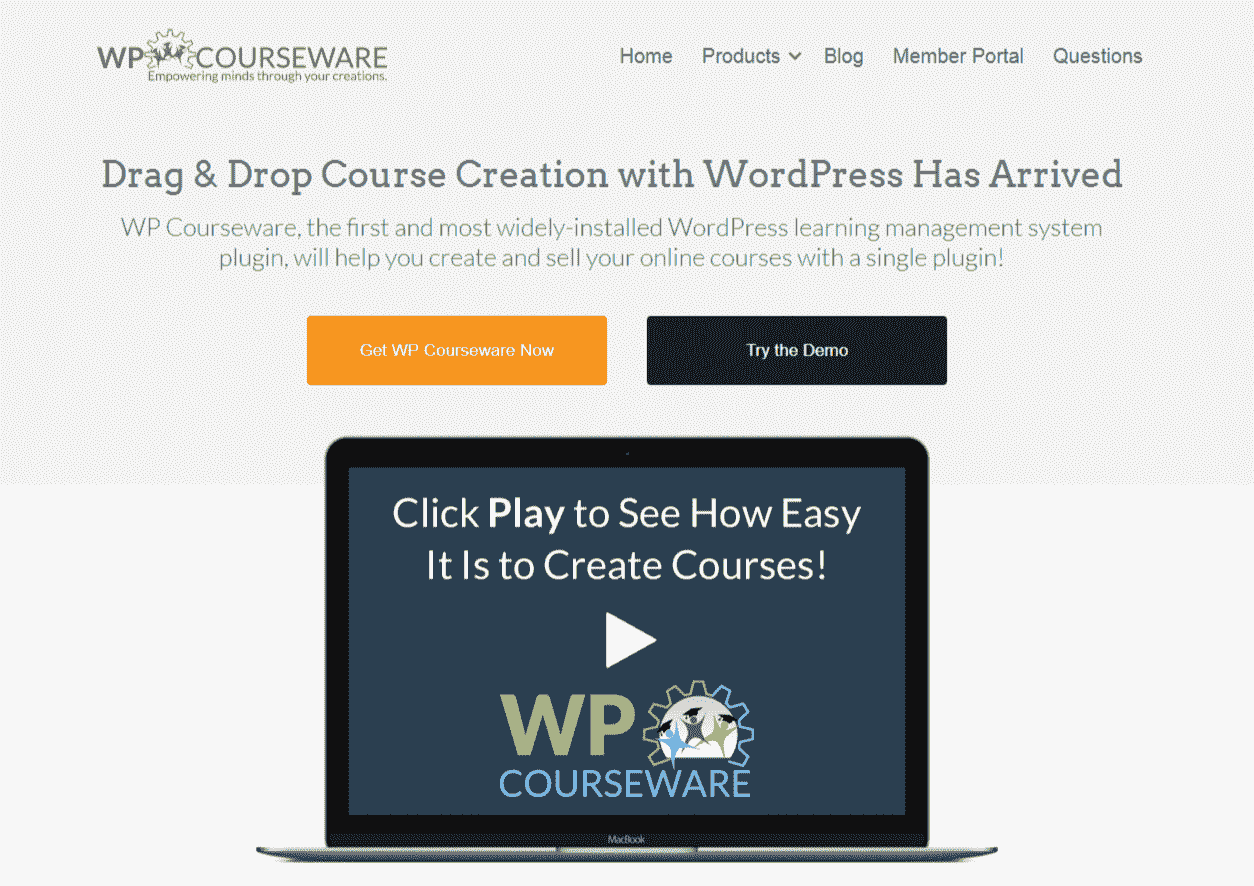 WP COURSEWARE
Empowering minds through your creations.
Home Products Blog Member Portal Questions
Drag & Drop Course Creation with WordPress Has Arrived
WP Courseware, the first and most widely-installed WordPress learning management system
plugin, will help you create and sell your online courses with a single plugin!
Get WP Courseware Now Try the Demo
Click Play to See How Easy
It Is to Create Courses!
WP
COURSEWARE
MacBook